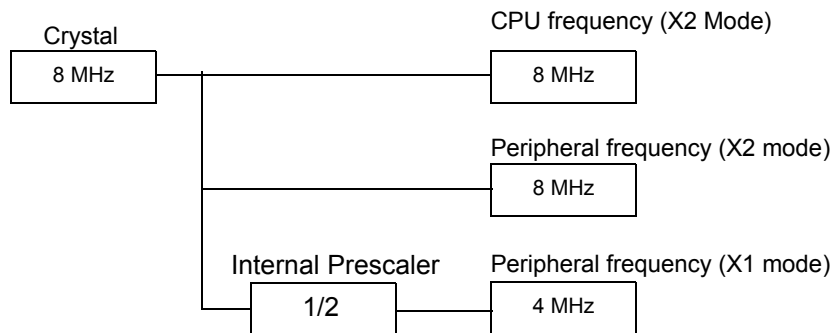 CPU frequency (X2 Mode)
Crystal
8 MHz
8 MHz
Peripheral frequency (X2 mode)
8 MHz
Internal Prescaler
Peripheral frequency (X1 mode)
1/2
4 MHz